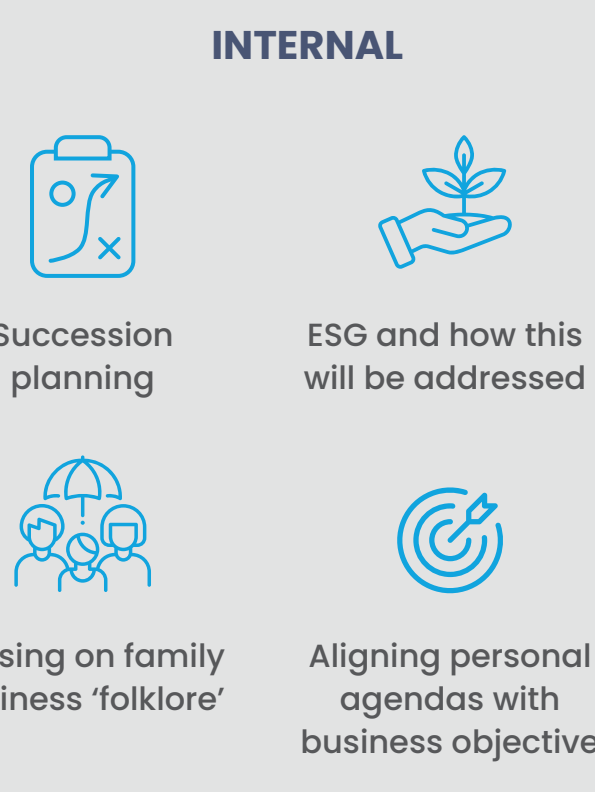 INTERNAL
Succession
planning
ESG and how this
will be addressed
sing on family
iness ‘folklore’
Aligning personal
agendas with
business objective